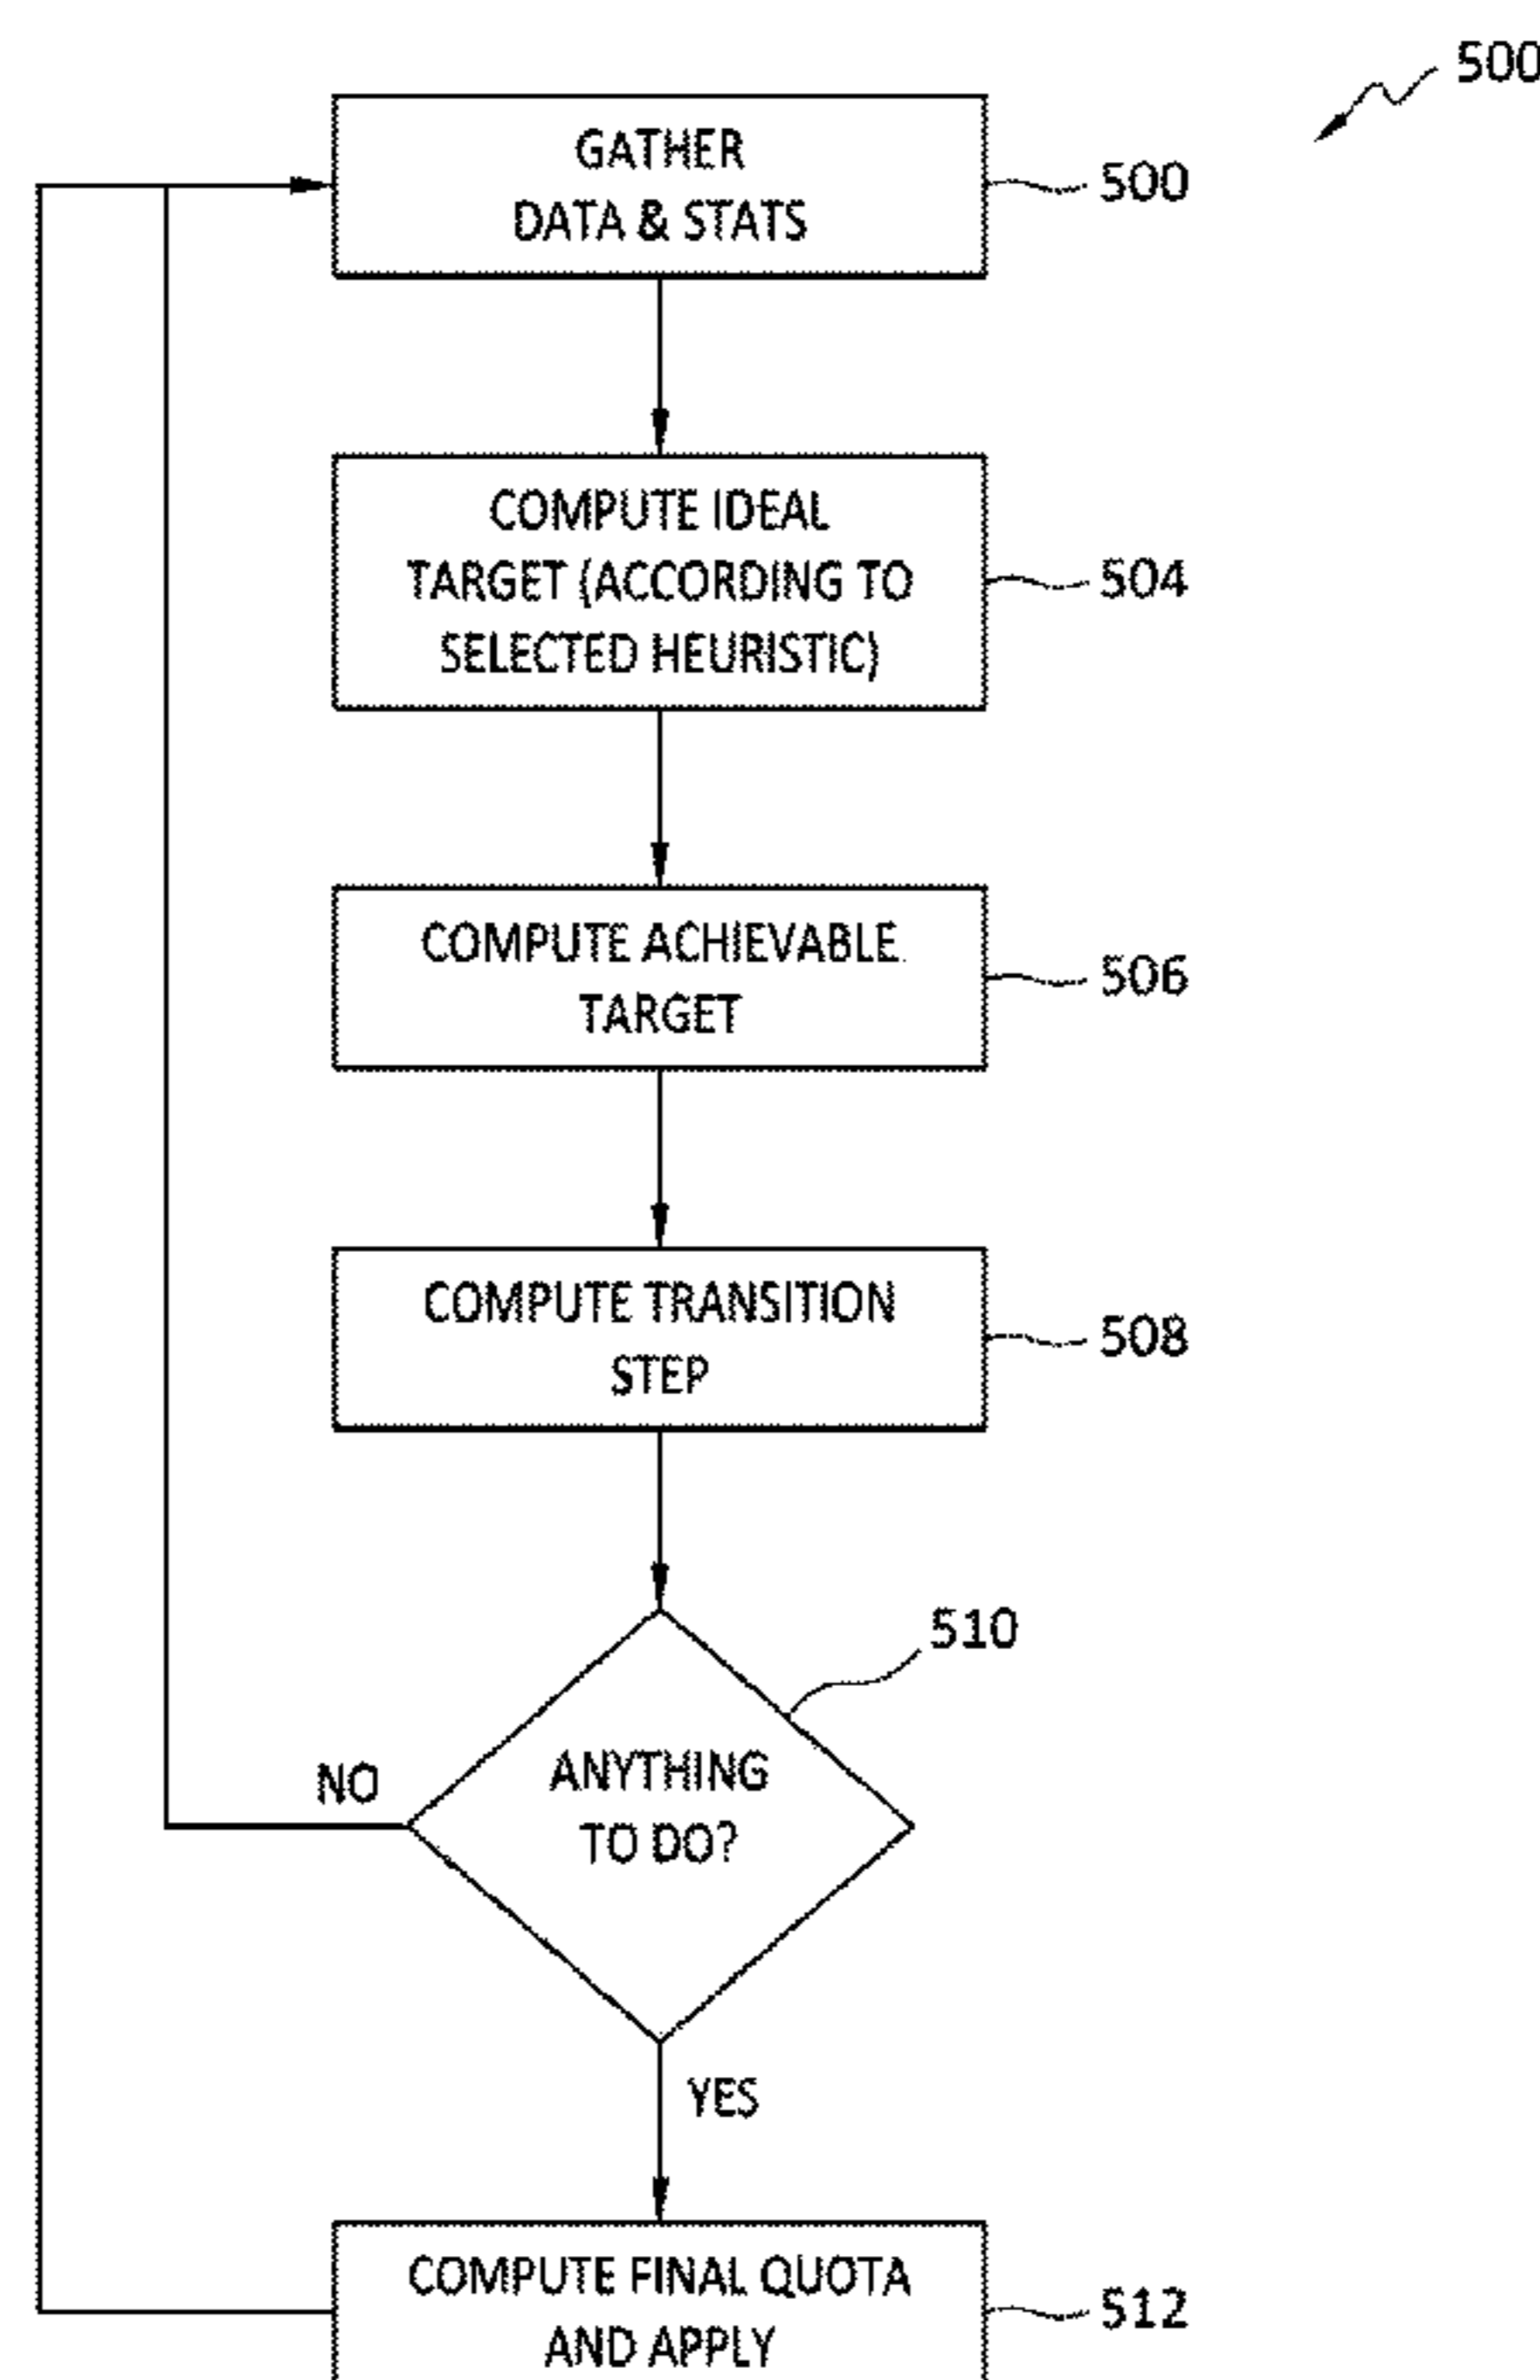 500
GATHER
DATA & STATS
500
COMPUTE IDEAL
TARGET (ACCORDING TO
SELECTED HEURISTIC)
504
COMPUTE ACHIEVABLE
TARGET
506
COMPUTE TRANSITION
STEP
508
510
ANYTHING
TO DO?
NO
YES
COMPUTE FINAL QUOTA
AND APPLY
512